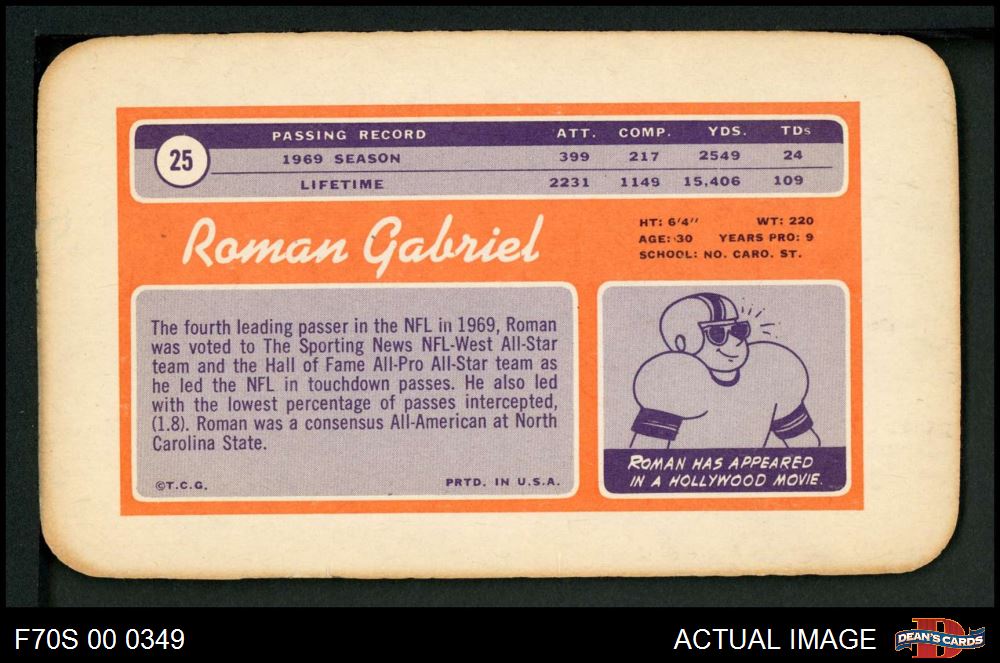 25
PASSING RECORD ATT. COMP. YDS. TDs
1969 SEASON 399 217 2549 24
LIFETIME 2231 1149 15,406 109
Roman Gabriel
HT: 6'4'' WT: 220
AGE: 30 YEARS PRO: 9
SCHOOL: NO. CARO. ST.
The fourth leading passer in the NFL in 1969, Roman
was voted to The Sporting News NFL-West All-Star
team and the Hall of Fame All-Pro All-Star team as
he led the NFL in touchdown passes. He also led
with the lowest percentage of passes intercepted,
(1.8). Roman was a consensus All-American at North
Carolina State.
©T.C.G. PRTD. IN U.S.A.
ROMAN HAS APPEARED
IN A HOLLYWOOD MOVIE.
F70S 00 0349
ACTUAL IMAGE
DEAN'S CARDS